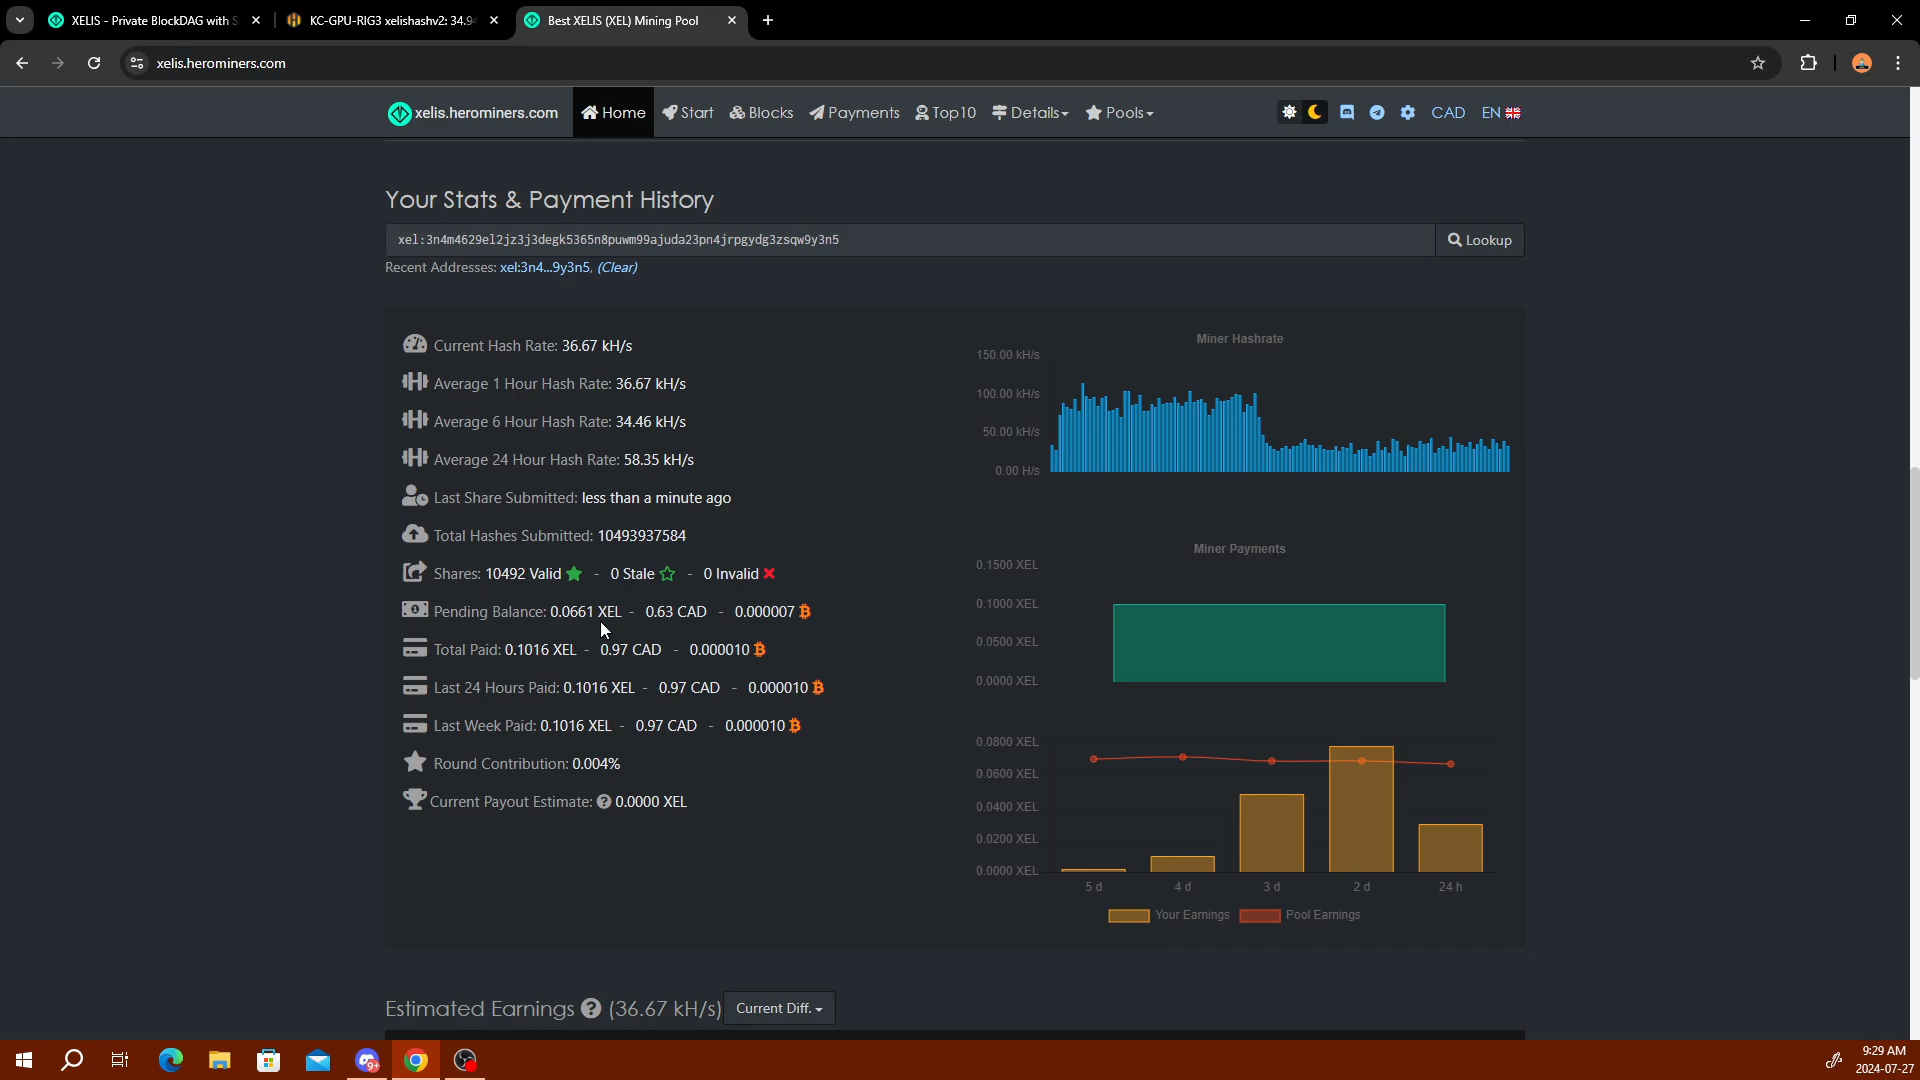 XELIS - Private BlockDAG with S
KC-GPU-RIG3 xelishashv2: 34.94
Best XELIS (XEL) Mining Pool
xelis.herominers.com
xelis.herominers.com
Home
Start
Blocks
Payments
Top10
Details
Pools
CAD
EN
Your Stats & Payment History
xel:3n4m4629el2jz3j3degk5365n8puwm99ajuda23pn4jrpgydg3zsqw9y3n5
Lookup
Recent Addresses: xel:3n4...9y3n5, (Clear)
Current Hash Rate: 36.67 kH/s
Average 1 Hour Hash Rate: 36.67 kH/s
Average 6 Hour Hash Rate: 34.46 kH/s
Average 24 Hour Hash Rate: 58.35 kH/s
Last Share Submitted: less than a minute ago
Total Hashes Submitted: 10493937584
Shares: 10492 Valid - 0 Stale - 0 Invalid
Pending Balance: 0.0661 XEL - 0.63 CAD - 0.000007
Total Paid: 0.1016 XEL - 0.97 CAD - 0.000010
Last 24 Hours Paid: 0.1016 XEL - 0.97 CAD - 0.000010
Last Week Paid: 0.1016 XEL - 0.97 CAD - 0.000010
Round Contribution: 0.004%
Current Payout Estimate: 0.0000 XEL
Miner Hashrate
150.00 kH/s
100.00 kH/s
50.00 kH/s
0.00 H/s
Miner Payments
0.1500 XEL
0.1000 XEL
0.0500 XEL
0.0000 XEL
0.0800 XEL
0.0600 XEL
0.0400 XEL
0.0200 XEL
0.0000 XEL
5 d
4 d
3 d
2 d
24 h
Your Earnings
Pool Earnings
Estimated Earnings (36.67 kH/s)
Current Diff.
9+
9:29 AM
2024-07-27